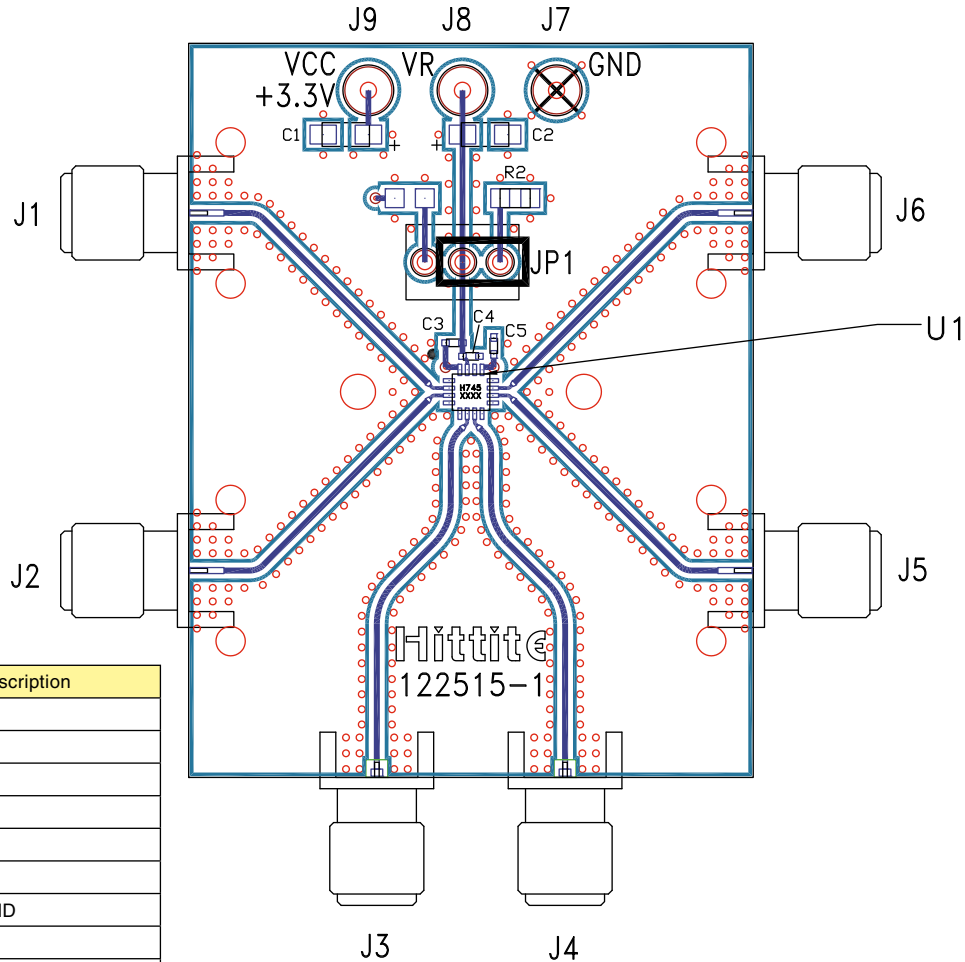 J9 J8 J7
VCC VR GND
+3.3V
C1 + + C2
R2
J1 J6
JP1
C3 C4 C5
U1
H745
XXXX
J2 J5
Hittite
122515-1
scription
ID
J3 J4